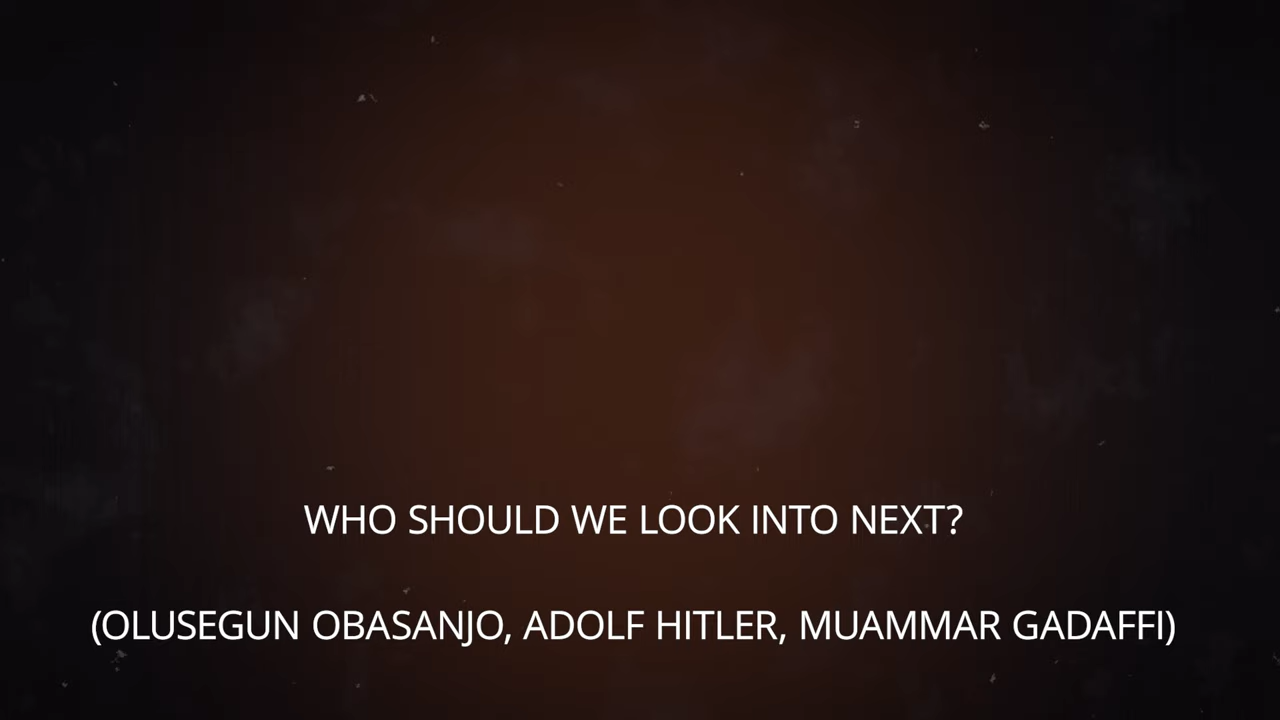 WHO SHOULD WE LOOK INTO NEXT?
(OLUSEGUN OBASANJO, ADOLF HITLER, MUAMMAR GADAFFI)